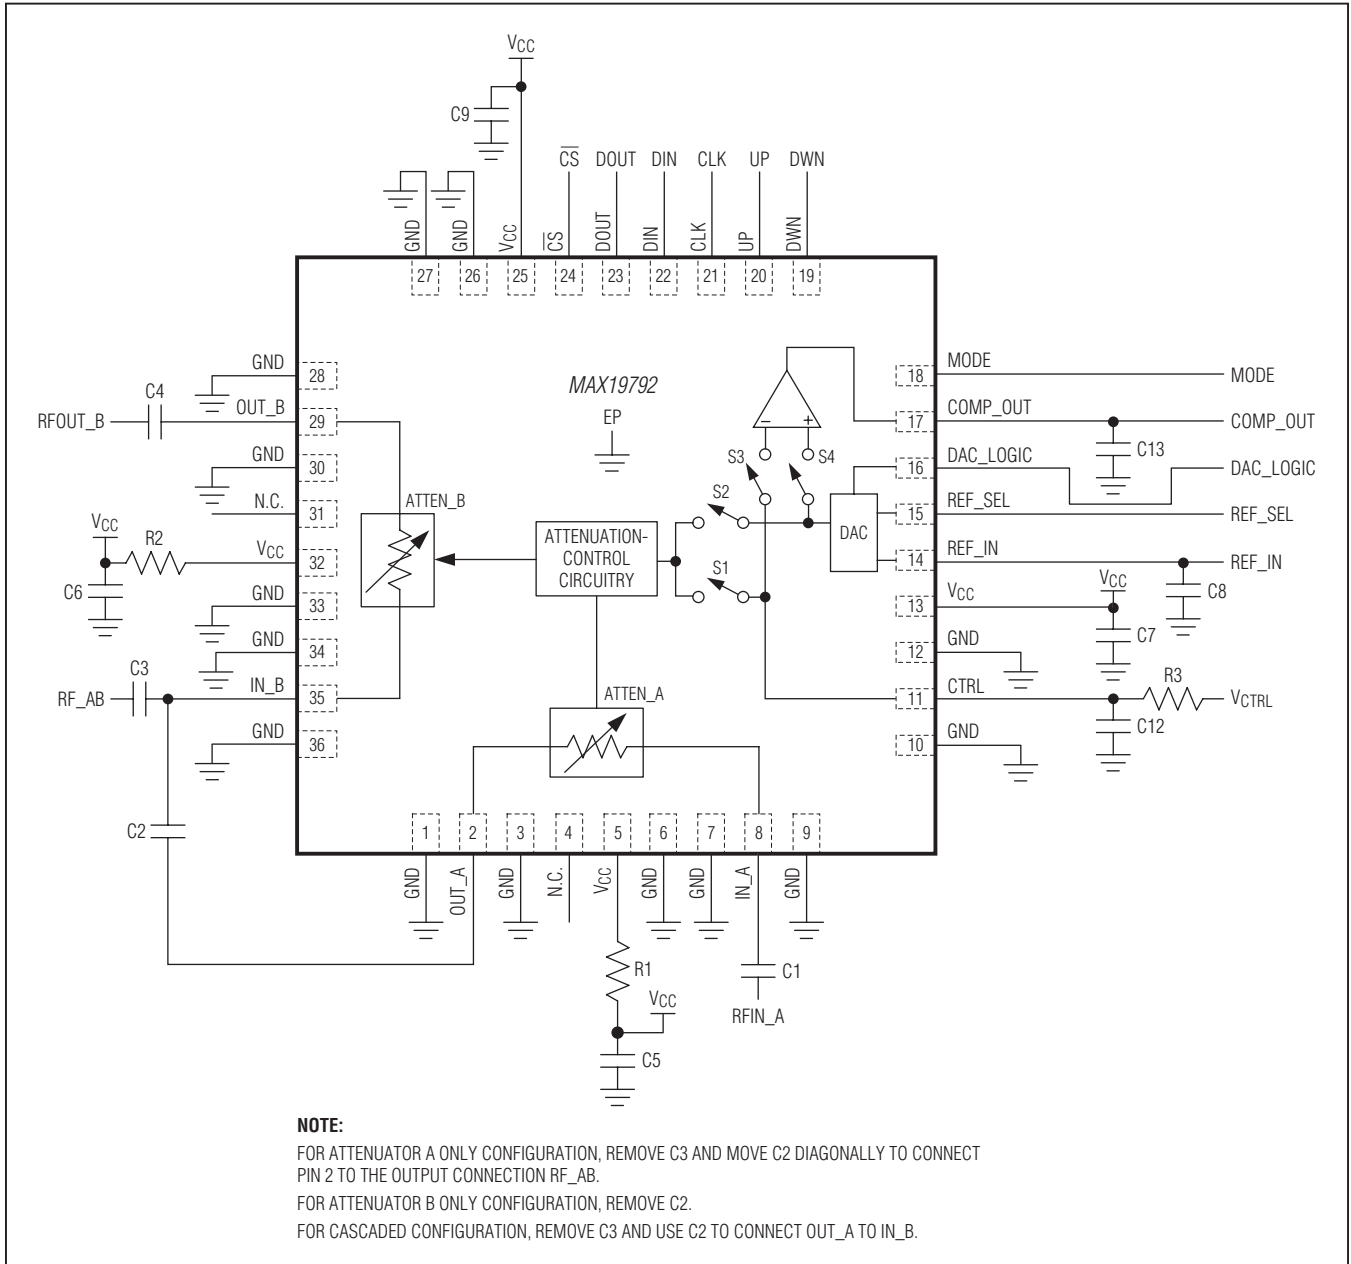 VCC
C9
CS DOUT DIN CLK UP DWN
GND GND VCC CS DOUT DIN CLK UP DWN
27 26 25 24 23 22 21 20 19
GND
28
C4
RFOUT_B
OUT_B
29
GND
30
N.C.
31
VCC
R2
VCC
32
C6
GND
33
GND
34
C3
RF_AB
IN_B
35
GND
36
C2
MAX19792
EP
ATTEN_B
ATTENUATION-
CONTROL
CIRCUITRY
S2
S1
S3
S4
− +
DAC
ATTEN_A
18
MODE
MODE
17
COMP_OUT
COMP_OUT
C13
16
DAC_LOGIC
DAC_LOGIC
15
REF_SEL
REF_SEL
14
REF_IN
REF_IN
C8
13
VCC
VCC
C7
12
GND
11
CTRL
R3
VCTRL
C12
10
GND
1 2 3 4 5 6 7 8 9
GND OUT_A GND N.C. VCC GND GND IN_A GND
R1
VCC
C5
C1
RFIN_A
NOTE:
FOR ATTENUATOR A ONLY CONFIGURATION, REMOVE C3 AND MOVE C2 DIAGONALLY TO CONNECT
PIN 2 TO THE OUTPUT CONNECTION RF_AB.
FOR ATTENUATOR B ONLY CONFIGURATION, REMOVE C2.
FOR CASCADED CONFIGURATION, REMOVE C3 AND USE C2 TO CONNECT OUT_A TO IN_B.